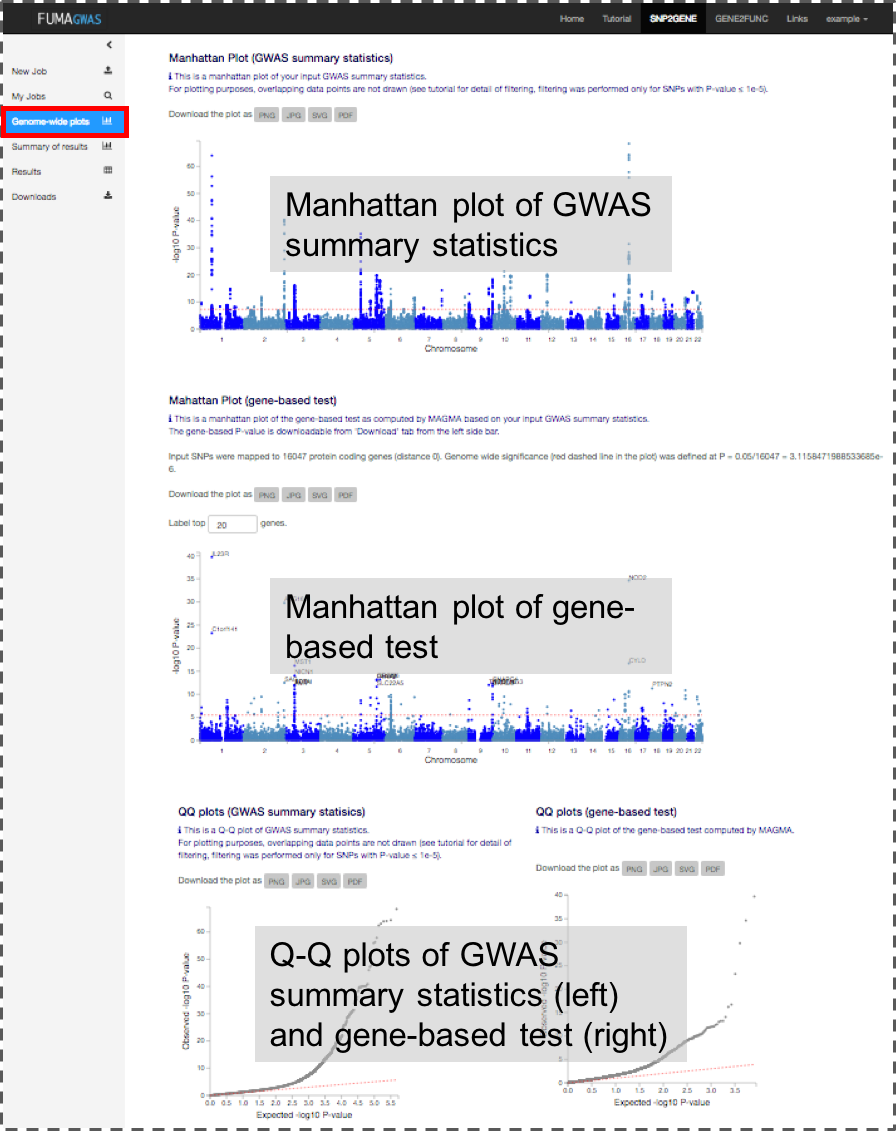 FUMAGWAS
Home Tutorial SNP2GENE GENE2FUNC Links example
New Job
My Jobs
Genome-wide plots
Summary of results
Results
Downloads
Manhattan Plot (GWAS summary statistics)
i This is a manhattan plot of your input GWAS summary statistics.
For plotting purposes, overlapping data points are not drawn (see tutorial for detail of filtering, filtering was performed only for SNPs with P-value ≤ 1e-5).
Download the plot as PNG JPG SVG PDF
Manhattan plot of GWAS
summary statistics
-log10 P-value
60
50
40
30
20
10
0
1 2 3 4 5 6 7 8 9 10 11 12 13 14 15 16 17 18 19 20 21 22
Chromosome
Mahattan Plot (gene-based test)
i This is a manhattan plot of the gene-based test as computed by MAGMA based on your input GWAS summary statistics.
The gene-based P-value is downloadable from 'Download' tab from the left side bar.
Input SNPs were mapped to 16047 protein coding genes (distance 0). Genome wide significance (red dashed line in the plot) was defined at P = 0.05/16047 = 3.1158471988533685e-
6.
Download the plot as PNG JPG SVG PDF
Label top 20 genes.
Manhattan plot of gene-
based test
-log10 P-value
40
35
30
25
20
15
10
5
0
IL23R
NOD2
C1orf141
CYLD
MST1
SLC22A5
PTPN2
1 2 3 4 5 6 7 8 9 10 11 12 13 14 15 16 17 18 19 20 21 22
Chromosome
QQ plots (GWAS summary statisics)
i This is a Q-Q plot of GWAS summary statistics.
For plotting purposes, overlapping data points are not drawn (see tutorial for detail of
filtering, filtering was performed only for SNPs with P-value ≤ 1e-5).
Download the plot as PNG JPG SVG PDF
QQ plots (gene-based test)
i This is a Q-Q plot of the gene-based test computed by MAGMA.
Download the plot as PNG JPG SVG PDF
Q-Q plots of GWAS
summary statistics (left)
and gene-based test (right)
Observed -log10 P-value
60
50
40
30
20
10
0
0.0 0.5 1.0 1.5 2.0 2.5 3.0 3.5 4.0 4.5 5.0 5.5
Expected -log10 P-value
40
35
5
0
0.0 0.5 1.0 1.5 2.0 2.5 3.0 3.5
Expected -log10 P-value